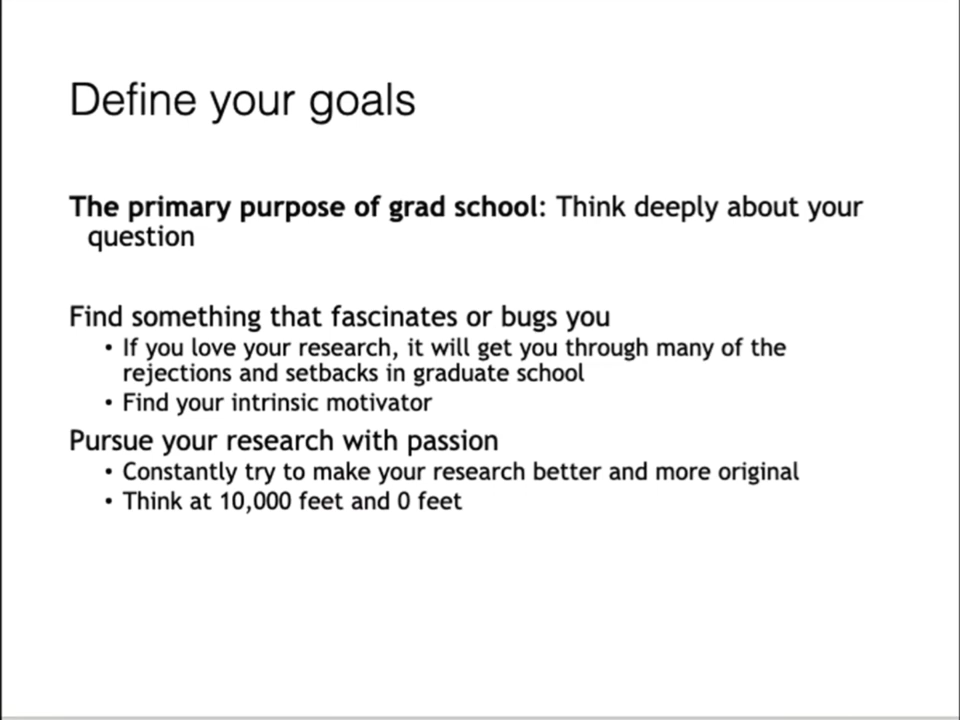 Define your goals
The primary purpose of grad school: Think deeply about your
question
Find something that fascinates or bugs you
• If you love your research, it will get you through many of the
rejections and setbacks in graduate school
• Find your intrinsic motivator
Pursue your research with passion
• Constantly try to make your research better and more original
• Think at 10,000 feet and 0 feet